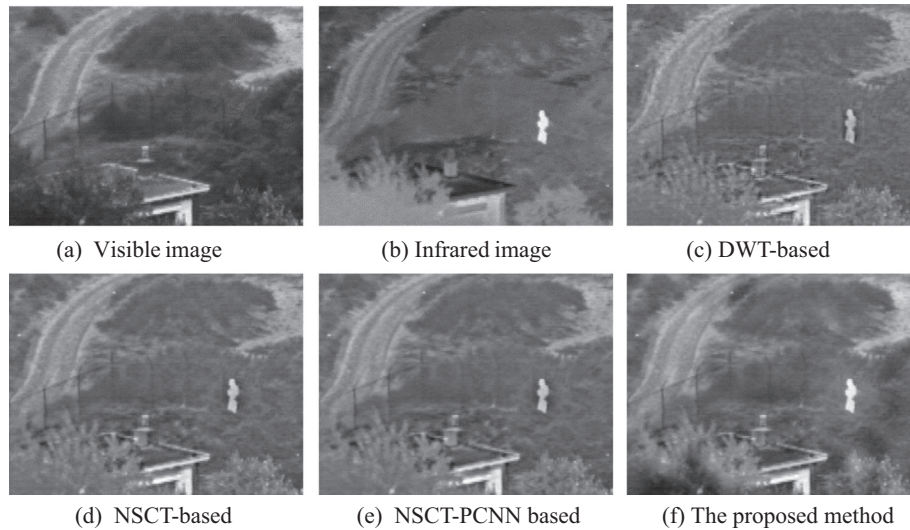 (a) Visible image
(b) Infrared image
(c) DWT-based
(d) NSCT-based
(e) NSCT-PCNN based
(f) The proposed method